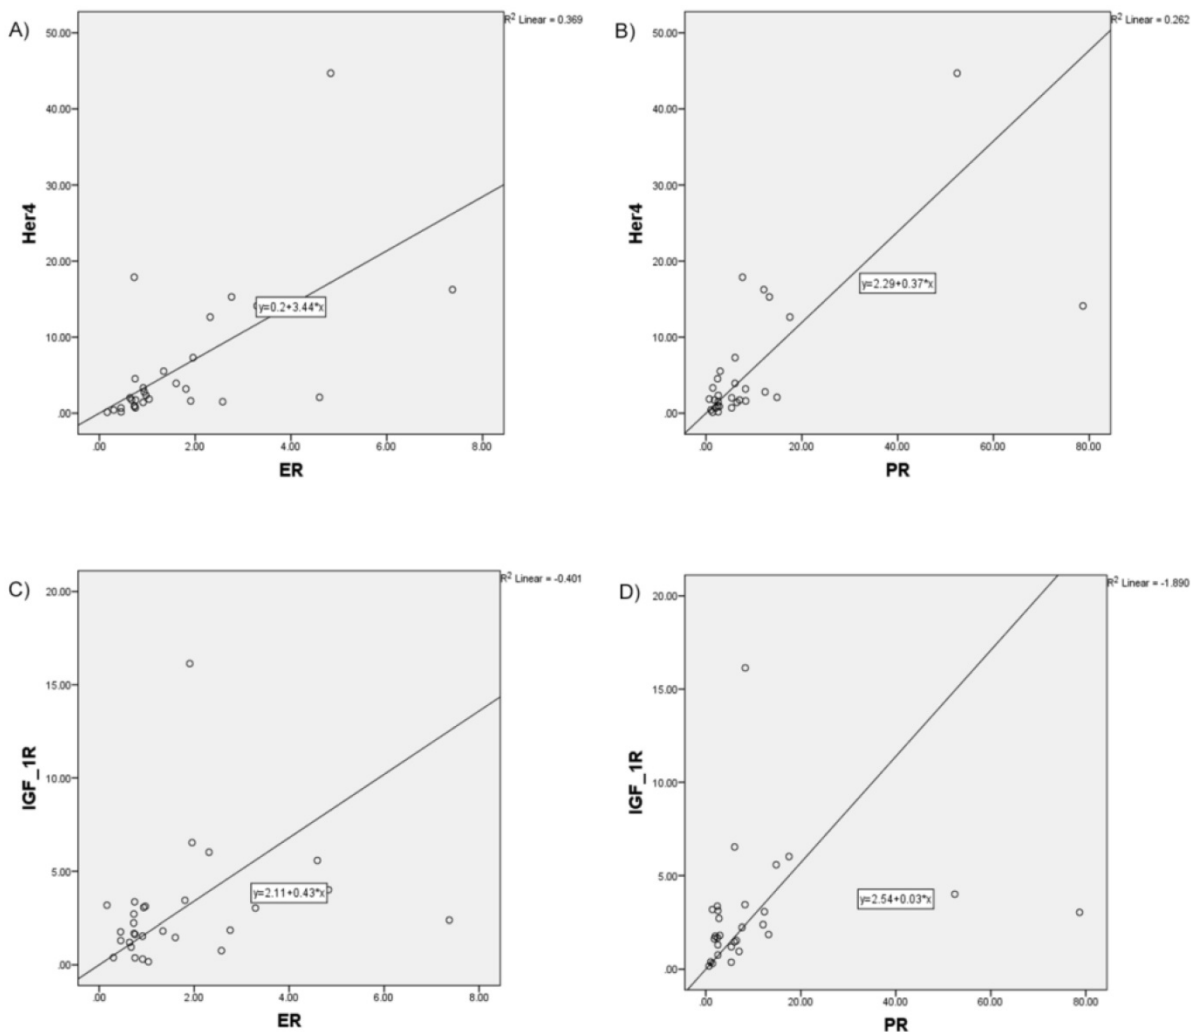 A)
R² Linear = 0.369
50.00
40.00
30.00
20.00
10.00
.00
Her4
y=0.2+3.44*x
.00 2.00 4.00 6.00 8.00
ER
B)
R² Linear = 0.262
50.00
40.00
30.00
20.00
10.00
.00
Her4
y=2.29+0.37*x
.00 20.00 40.00 60.00 80.00
PR
C)
R² Linear = -0.401
20.00
15.00
10.00
5.00
.00
IGF_1R
y=2.11+0.43*x
.00 2.00 4.00 6.00 8.00
ER
D)
R² Linear = -1.890
20.00
15.00
10.00
5.00
.00
IGF_1R
y=2.54+0.03*x
.00 20.00 40.00 60.00 80.00
PR